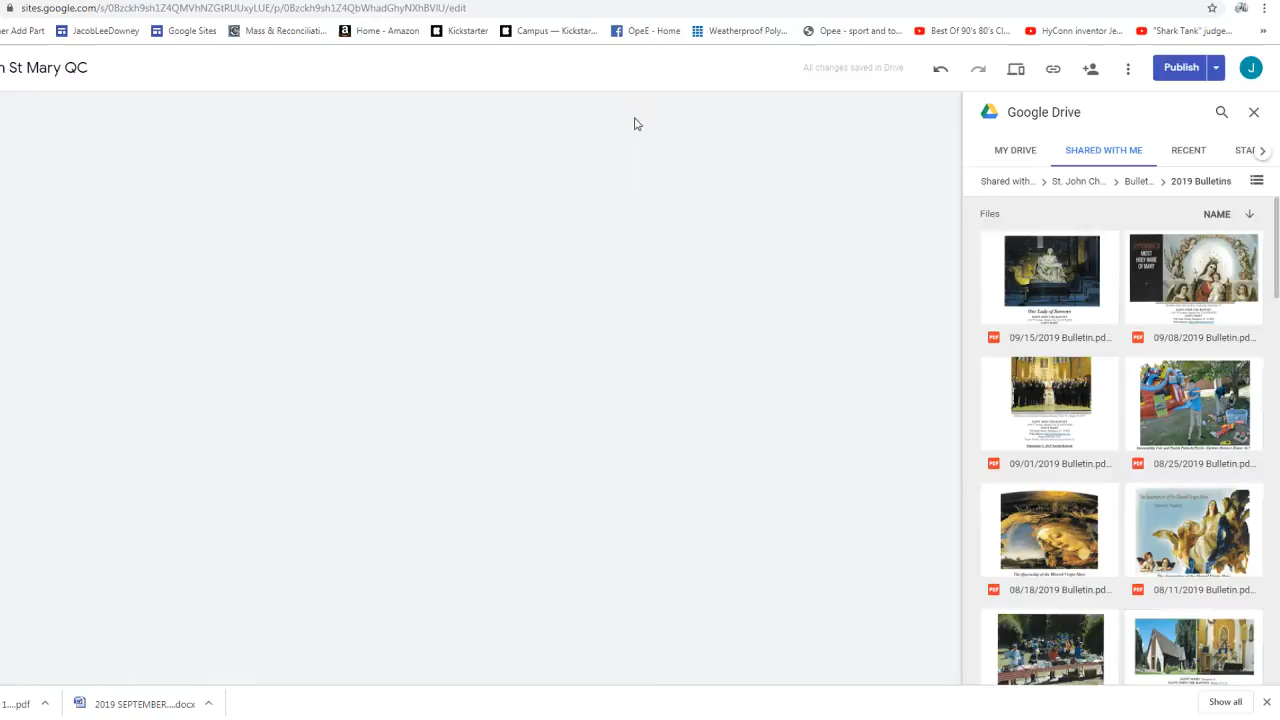 sites.google.com/s/0Bzckh9sh1Z4QMVhNZGtRUUxyLUE/p/0Bzckh9sh1Z4QbWhadGhyNXhBVlU/edit
er Add Part JacobLeeDowney Google Sites Mass & Reconciliati... Home - Amazon Kickstarter Campus — Kickstar... OpeE - Home Weatherproof Poly... Opee - sport and to... Best Of 90's 80's Cl... HyConn inventor Je... "Shark Tank" judge... »
n St Mary QC
All changes saved in Drive
Publish
J
Google Drive
MY DRIVE SHARED WITH ME RECENT STA
Shared with... St. John Ch... Bullet... 2019 Bulletins
Files NAME
Our Lady of Sorrows
MOST
HOLY NAME
OF MARY
09/15/2019 Bulletin.pd... 09/08/2019 Bulletin.pd...
09/01/2019 Bulletin.pd... 08/25/2019 Bulletin.pd...
08/18/2019 Bulletin.pd... 08/11/2019 Bulletin.pd...
1....pdf 2019 SEPTEMBER....docx Show all